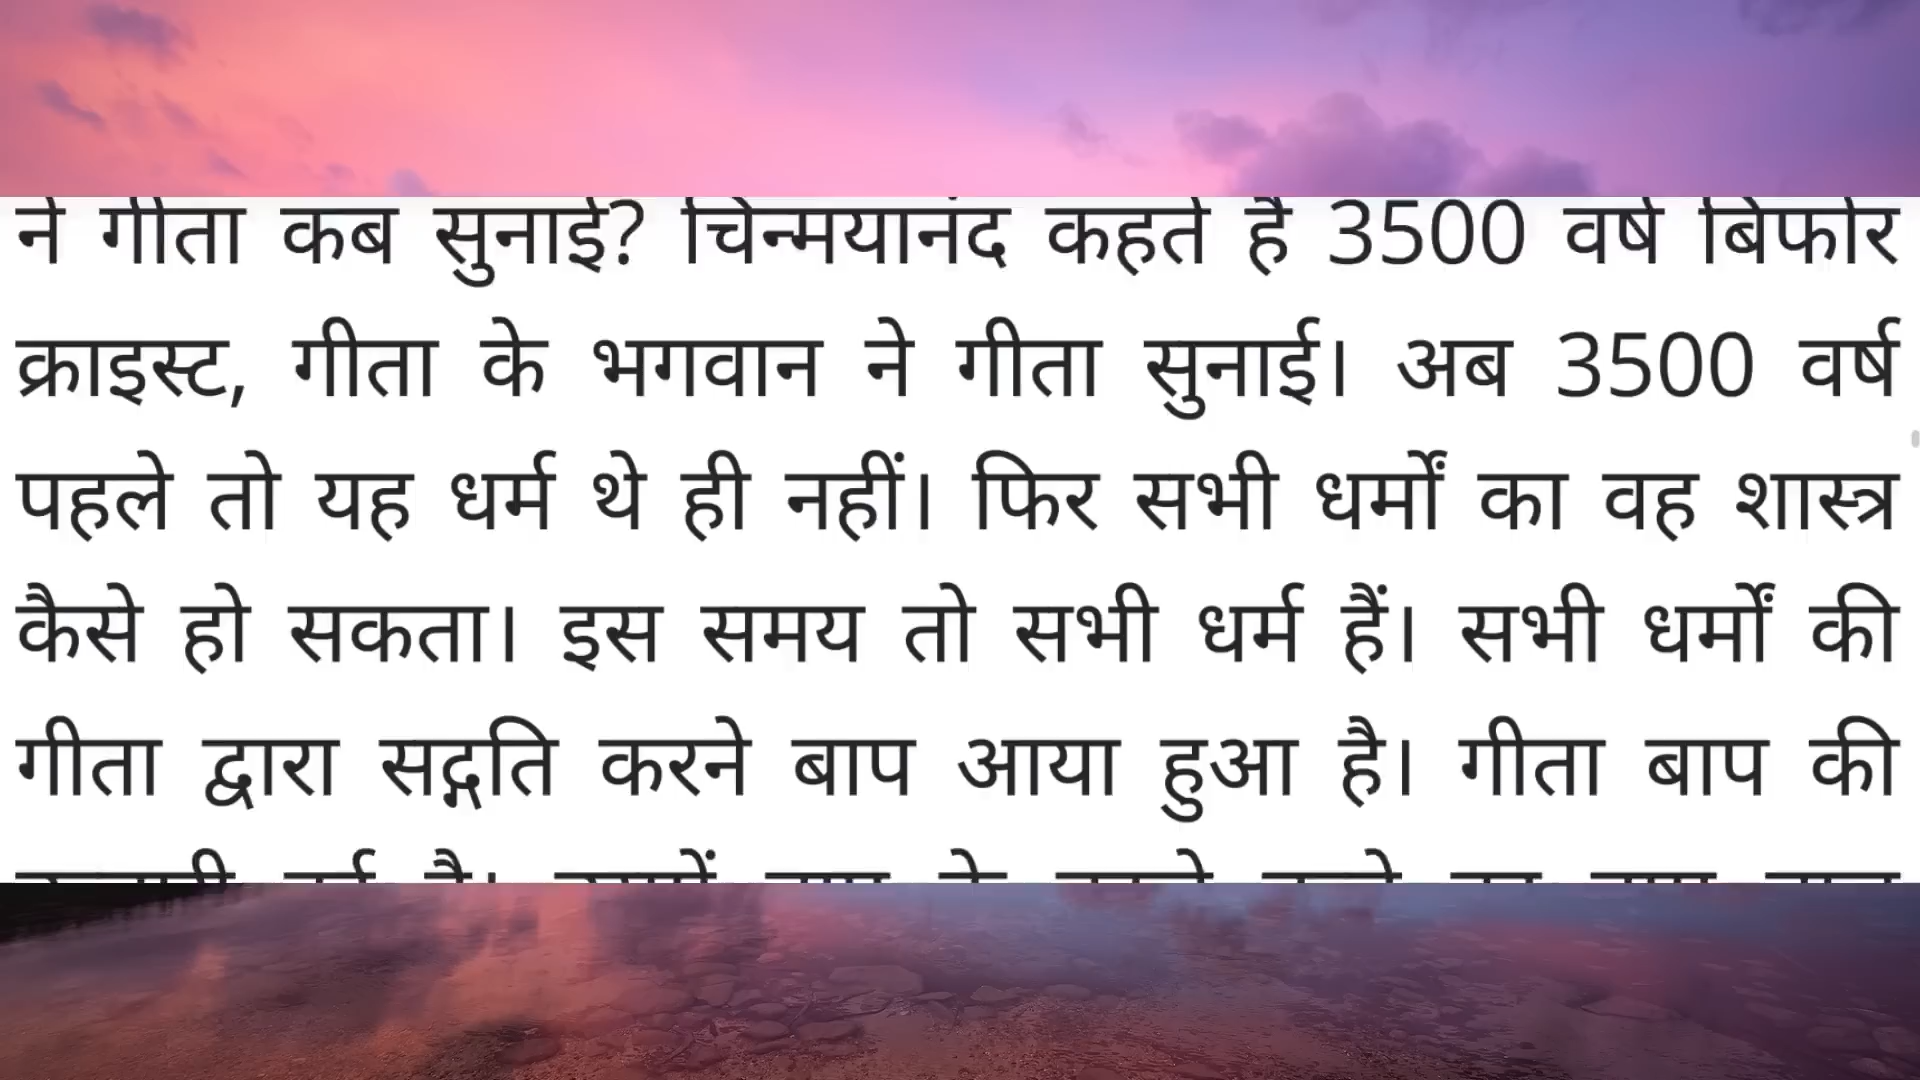 ने गीता कब सुनाई? चिन्मयानंद कहते हैं 3500 वर्ष बिफोर
क्राइस्ट, गीता के भगवान ने गीता सुनाई। अब 3500 वर्ष
पहले तो यह धर्म थे ही नहीं। फिर सभी धर्मों का वह शास्त्र
कैसे हो सकता। इस समय तो सभी धर्म हैं। सभी धर्मों की
गीता द्वारा सद्गति करने बाप आया हुआ है। गीता बाप की